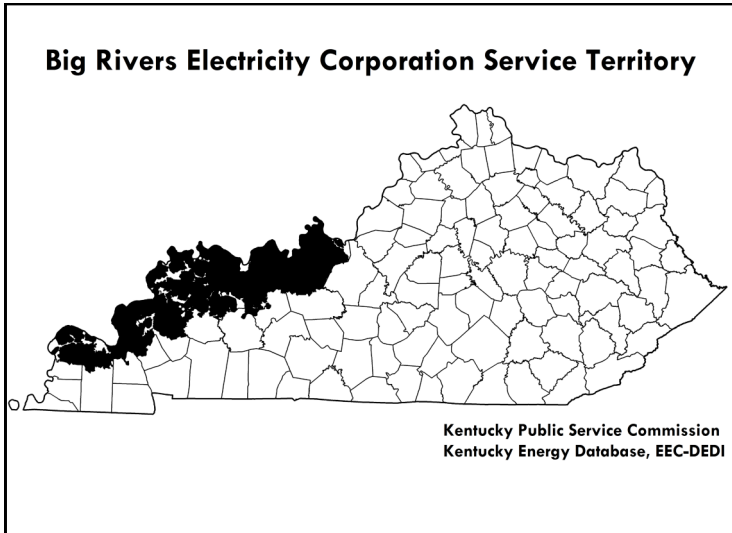 Big Rivers Electricity Corporation Service Territory
Kentucky Public Service Commission
Kentucky Energy Database, EEC-DEDI